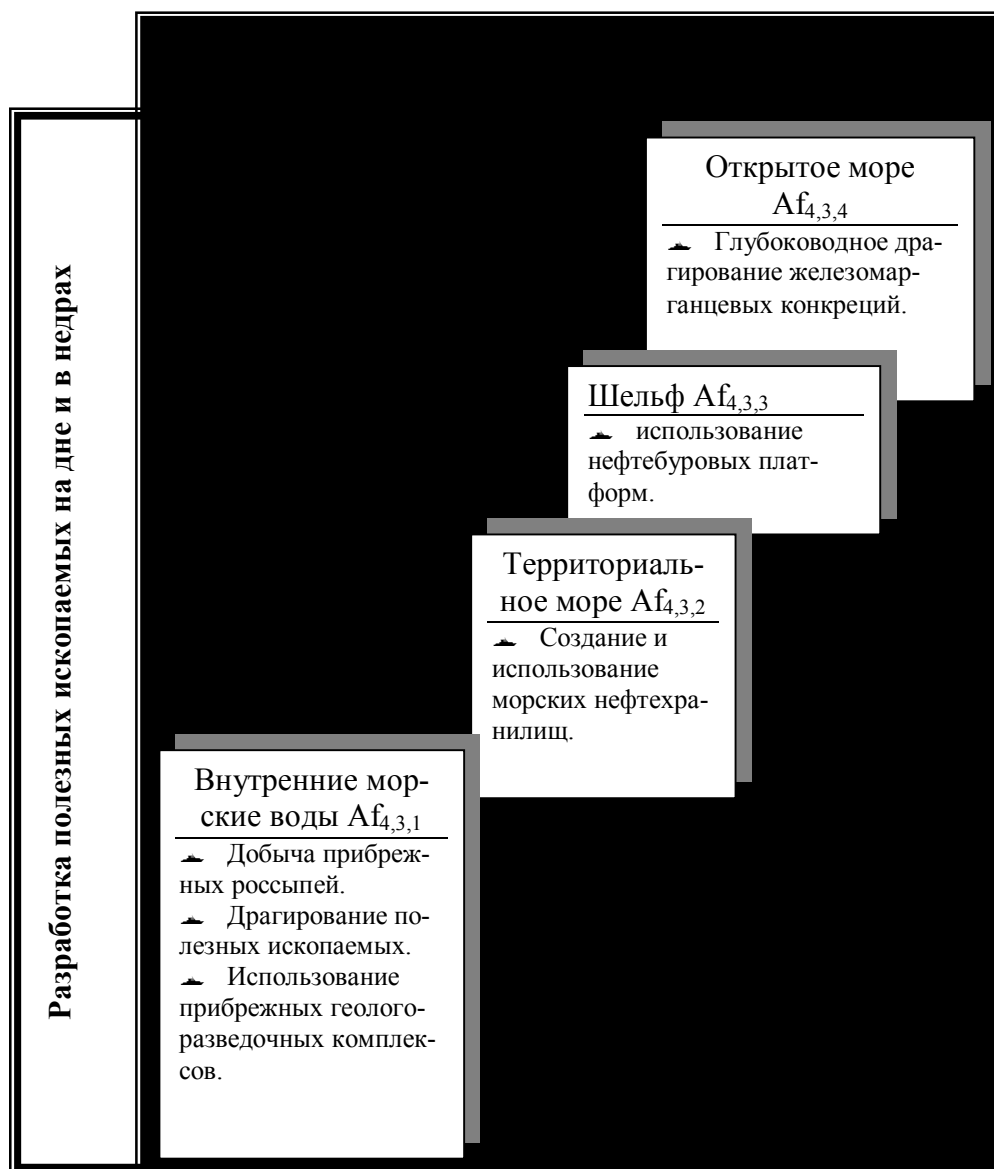 Разработка полезных ископаемых на дне и в недрах
Открытое море
Af4,3,4
Глубоководное дра-
гирование железомар-
ганцевых конкреций.
Шельф Af4,3,3
использование
нефтебуровых плат-
форм.
Территориаль-
ное море Af4,3,2
Создание и
использование
морских нефтехра-
нилищ.
Внутренние мор-
ские воды Af4,3,1
Добыча прибреж-
ных россыпей.
Драгирование по-
лезных ископаемых.
Использование
прибрежных геолого-
разведочных комплек-
сов.